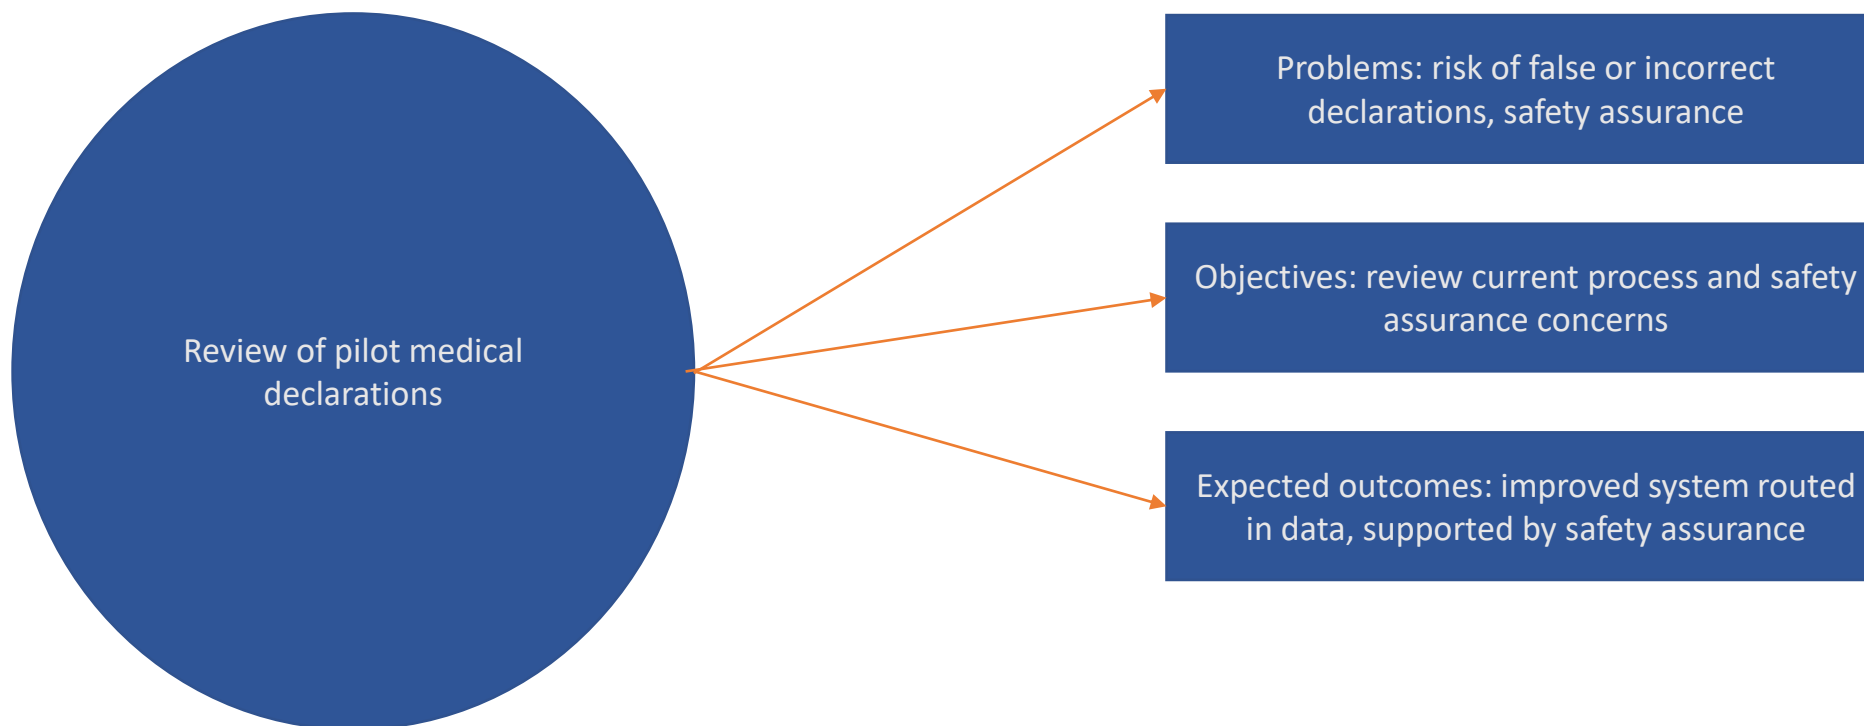 Review of pilot medical
declarations
Problems: risk of false or incorrect
declarations, safety assurance
Objectives: review current process and safety
assurance concerns
Expected outcomes: improved system routed
in data, supported by safety assurance